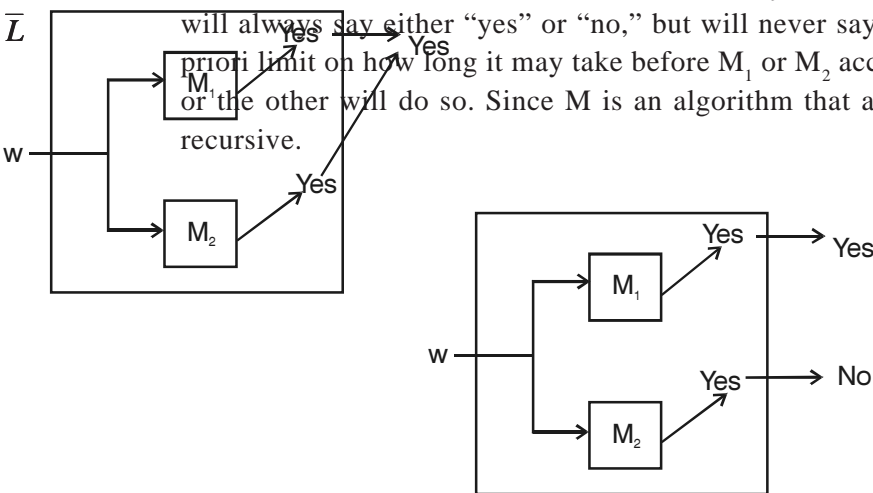 L̅
will always say either “yes” or “no,” but will never say
priori limit on how long it may take before M₁ or M₂ acc
or the other will do so. Since M is an algorithm that a
recursive.
Yes
Yes
M₁
w
Yes
M₂
Yes
Yes
M₁
w
Yes
No
M₂